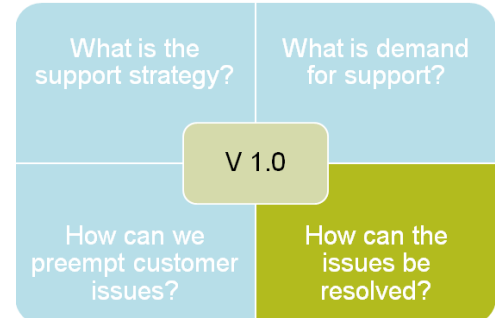 What is the
support strategy?
What is demand
for support?
V 1.0
How can we
preempt customer
issues?
How can the
issues be
resolved?